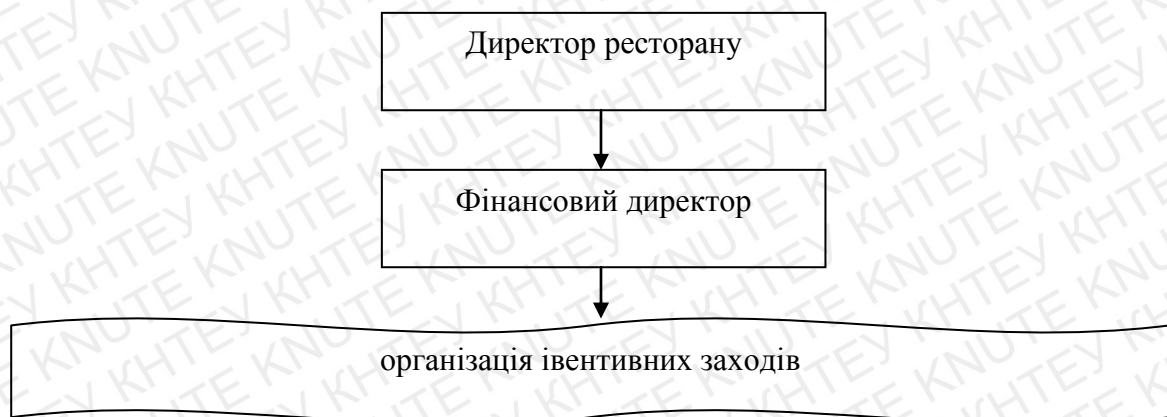 Директор ресторану
Фінансовий директор
організація івентивних заходів